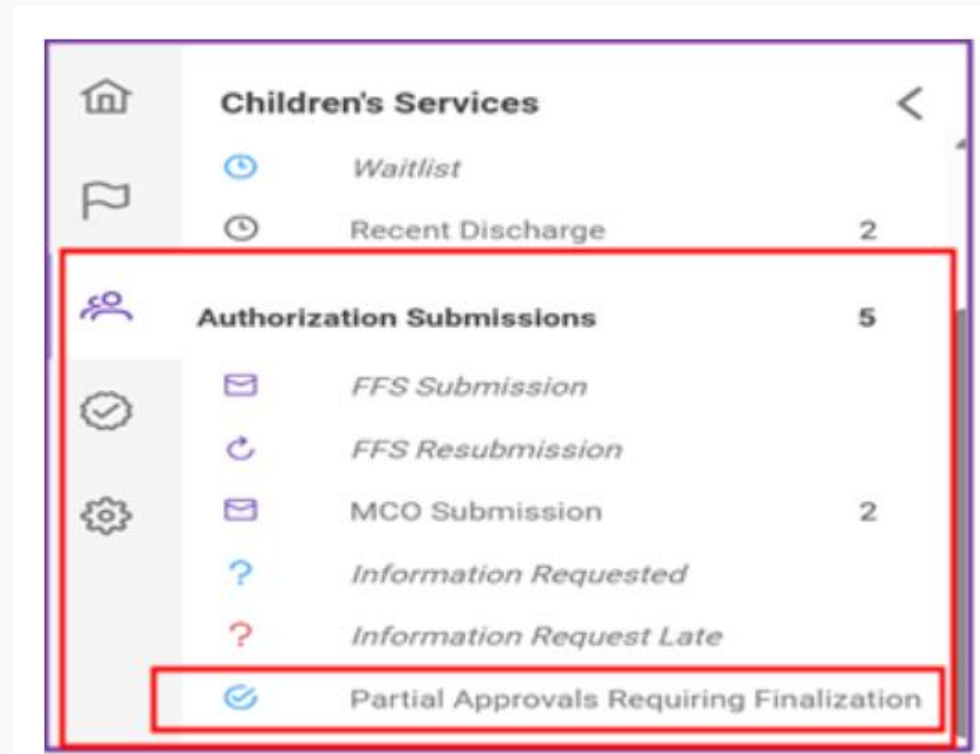 Children's Services
Waitlist
Recent Discharge 2
Authorization Submissions 5
FFS Submission
FFS Resubmission
MCO Submission 2
Information Requested
Information Request Late
Partial Approvals Requiring Finalization